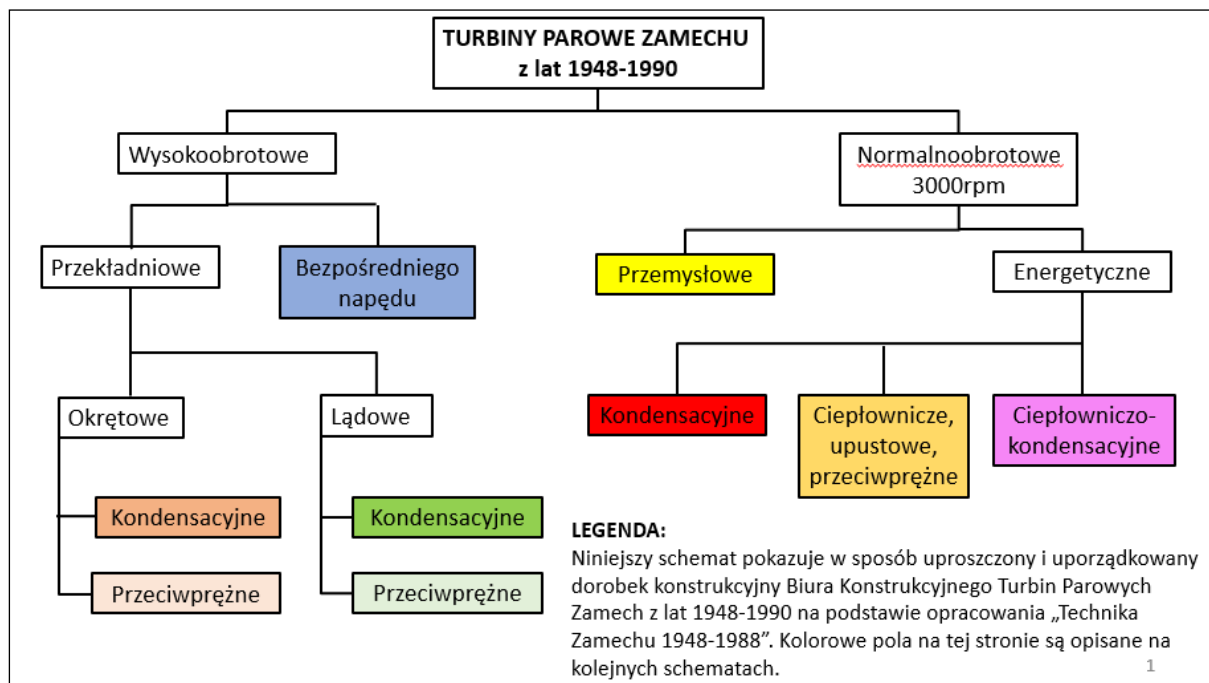 TURBINY PAROWE ZAMECHU
z lat 1948-1990
Wysokoobrotowe
Normalnoobrotowe
3000rpm
Przekładniowe
Bezpośredniego
napędu
Przemysłowe
Energetyczne
Okrętowe
Lądowe
Kondensacyjne
Ciepłownicze,
upustowe,
przeciwprężne
Ciepłowniczo-
kondensacyjne
Kondensacyjne
Kondensacyjne
Przeciwprężne
Przeciwprężne
LEGENDA:
Niniejszy schemat pokazuje w sposób uproszczony i uporządkowany
dorobek konstrukcyjny Biura Konstrukcyjnego Turbin Parowych
Zamech z lat 1948-1990 na podstawie opracowania „Technika
Zamechu 1948-1988”. Kolorowe pola na tej stronie są opisane na
kolejnych schematach.
1